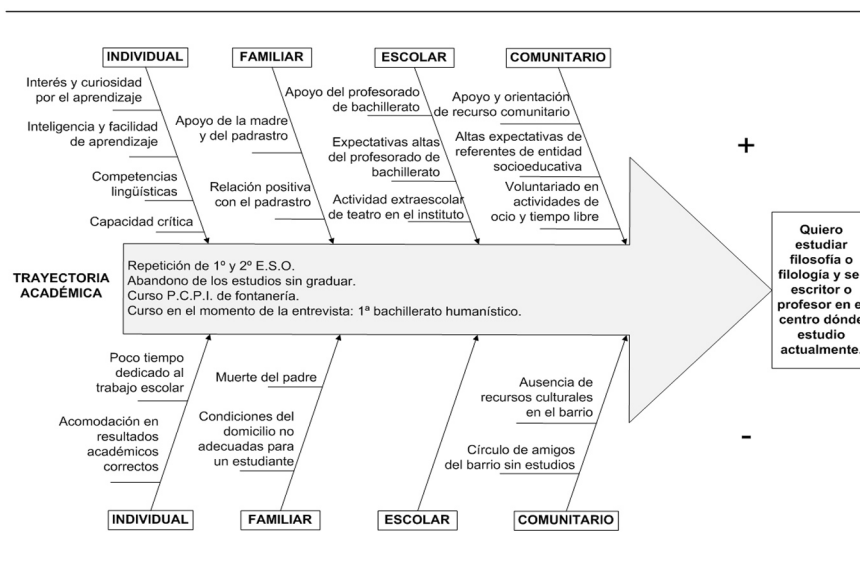 INDIVIDUAL
FAMILIAR
ESCOLAR
COMUNITARIO
Interés y curiosidad
por el aprendizaje
Inteligencia y facilidad
de aprendizaje
Competencias
lingüísticas
Capacidad crítica
Apoyo de la madre
y del padrastro
Relación positiva
con el padrastro
Apoyo del profesorado
de bachillerato
Expectativas altas
del profesorado de
bachillerato
Actividad extraescolar
de teatro en el instituto
Apoyo y orientación
de recurso comunitario
Altas expectativas de
referentes de entidad
socioeducativa
Voluntariado en
actividades de
ocio y tiempo libre
+
TRAYECTORIA
ACADÉMICA
Repetición de 1º y 2º E.S.O.
Abandono de los estudios sin graduar.
Curso P.C.P.I. de fontanería.
Curso en el momento de la entrevista: 1ª bachillerato humanístico.
Quiero
estudiar
filosofía o
filología y se
escritor o
profesor en e
centro dónde
estudio
actualmente.
Poco tiempo
dedicado al
trabajo escolar
Acomodación en
resultados
académicos
correctos
Muerte del padre
Condiciones del
domicilio no
adecuadas para
un estudiante
Ausencia de
recursos culturales
en el barrio
Círculo de amigos
del barrio sin estudios
-
INDIVIDUAL
FAMILIAR
ESCOLAR
COMUNITARIO